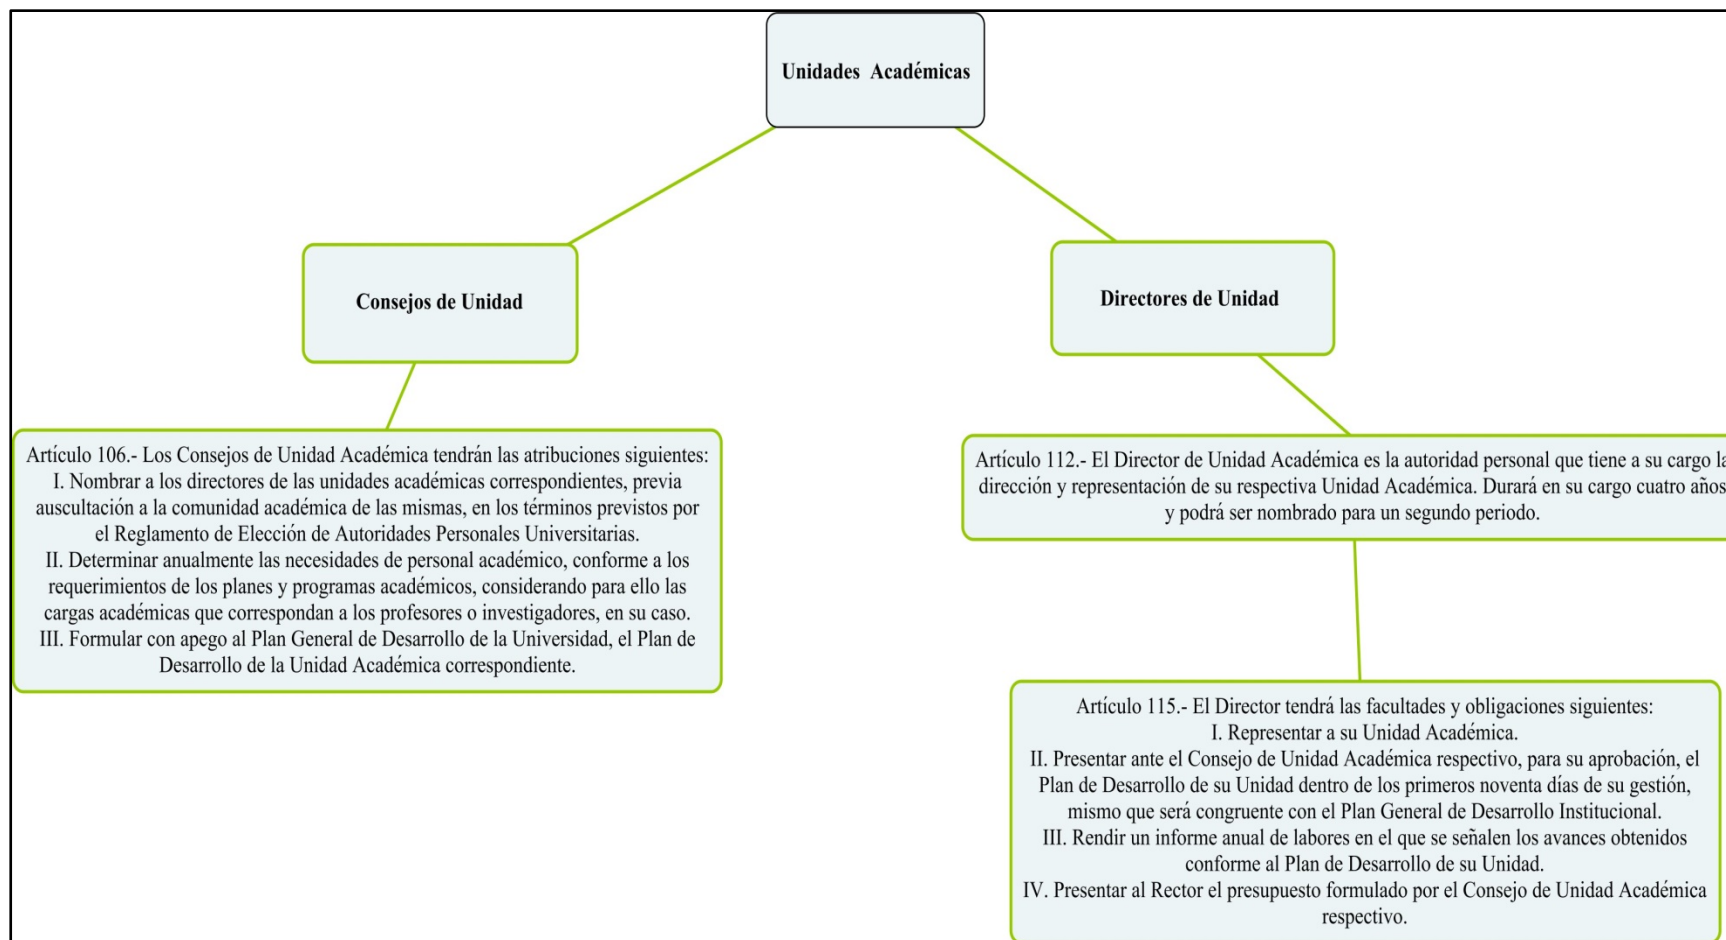 Unidades Académicas
Consejos de Unidad
Directores de Unidad
Artículo 106.- Los Consejos de Unidad Académica tendrán las atribuciones siguientes:
I. Nombrar a los directores de las unidades académicas correspondientes, previa
auscultación a la comunidad académica de las mismas, en los términos previstos por
el Reglamento de Elección de Autoridades Personales Universitarias.
II. Determinar anualmente las necesidades de personal académico, conforme a los
requerimientos de los planes y programas académicos, considerando para ello las
cargas académicas que correspondan a los profesores o investigadores, en su caso.
III. Formular con apego al Plan General de Desarrollo de la Universidad, el Plan de
Desarrollo de la Unidad Académica correspondiente.
Artículo 112.- El Director de Unidad Académica es la autoridad personal que tiene a su cargo la
dirección y representación de su respectiva Unidad Académica. Durará en su cargo cuatro años
y podrá ser nombrado para un segundo periodo.
Artículo 115.- El Director tendrá las facultades y obligaciones siguientes:
I. Representar a su Unidad Académica.
II. Presentar ante el Consejo de Unidad Académica respectivo, para su aprobación, el
Plan de Desarrollo de su Unidad dentro de los primeros noventa días de su gestión,
mismo que será congruente con el Plan General de Desarrollo Institucional.
III. Rendir un informe anual de labores en el que se señalen los avances obtenidos
conforme al Plan de Desarrollo de su Unidad.
IV. Presentar al Rector el presupuesto formulado por el Consejo de Unidad Académica
respectivo.